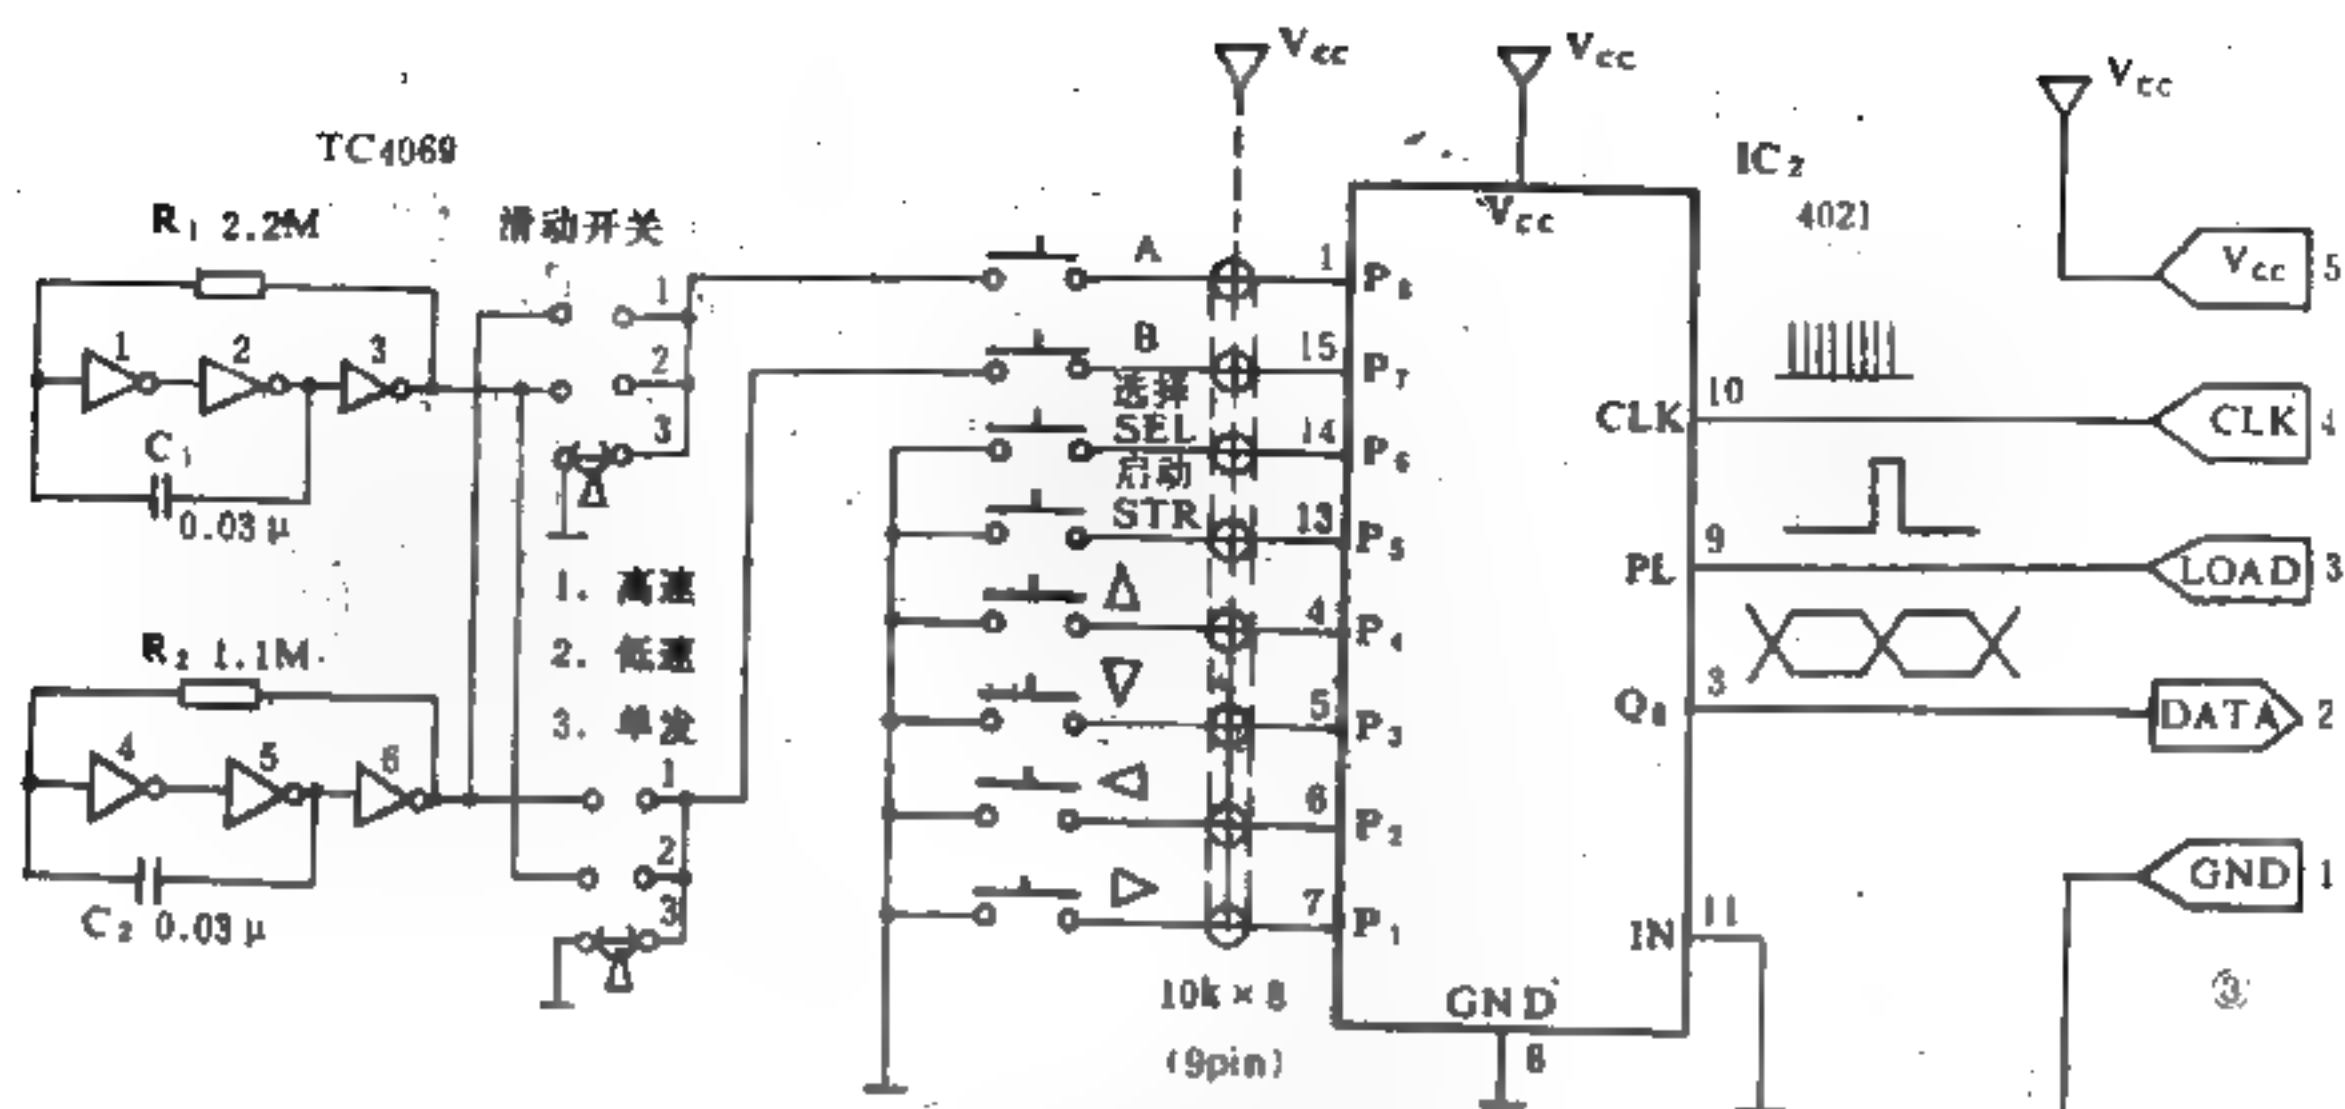 TC4069
R₁ 2.2M
滑动开关
1 2 3
C₁
0.03μ
1
2
3
1. 高速
2. 低速
3. 单发
R₂ 1.1M
4 5 6
C₂ 0.03μ
1
2
3
Vcc
Vcc
Vcc
A
B
选择
SEL
启动
STR
△
▽
◁
▷
10k×8
(9pin)
IC₂
4021
Vcc
1 P₈
15 P₇
14 P₆
13 P₅
4 P₄
5 P₃
6 P₂
7 P₁
CLK 10
PL 9
Q₈ 3
IN 11
GND
8
Vcc 5
CLK 4
LOAD 3
DATA 2
GND 1
③